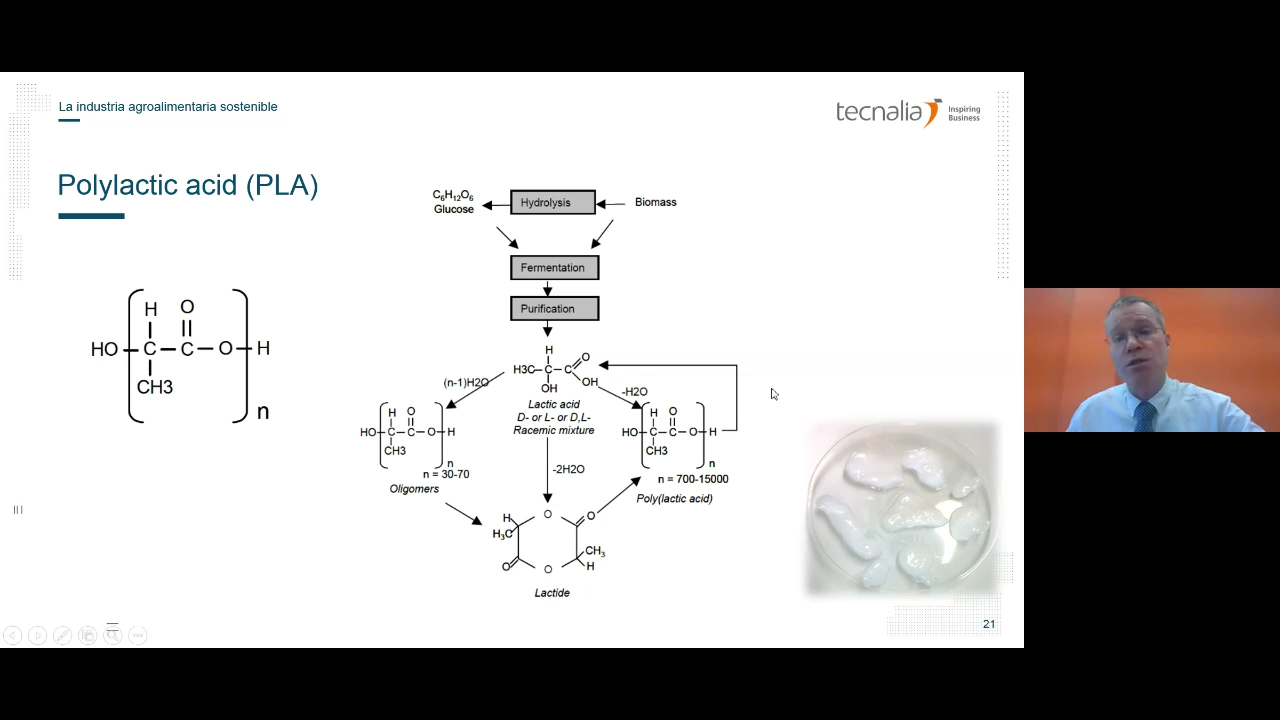 La industria agroalimentaria sostenible
tecnalia Inspiring Business
Polylactic acid (PLA)
C6H12O6
Glucose
Hydrolysis
Biomass
Fermentation
Purification
H
O
HO C C O H
CH3
n
H
O
H3C C C
OH
OH
(n-1)H2O
-H2O
Lactic acid
D- or L- or D,L-
Racemic mixture
H O
HO C C O H
CH3
n
n = 30-70
Oligomers
-2H2O
H O
HO C C O H
CH3
n
n = 700-15000
Poly(lactic acid)
H
O
O
H3C
CH3
O
O
H
Lactide
21